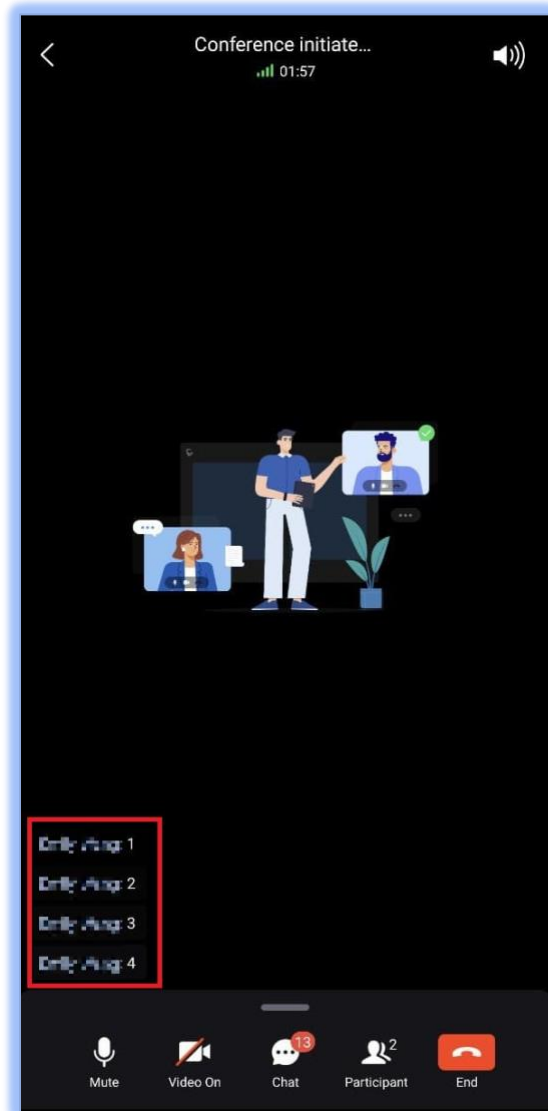 Conference initiate...
01:57
1
2
3
4
13
2
Mute
Video On
Chat
Participant
End